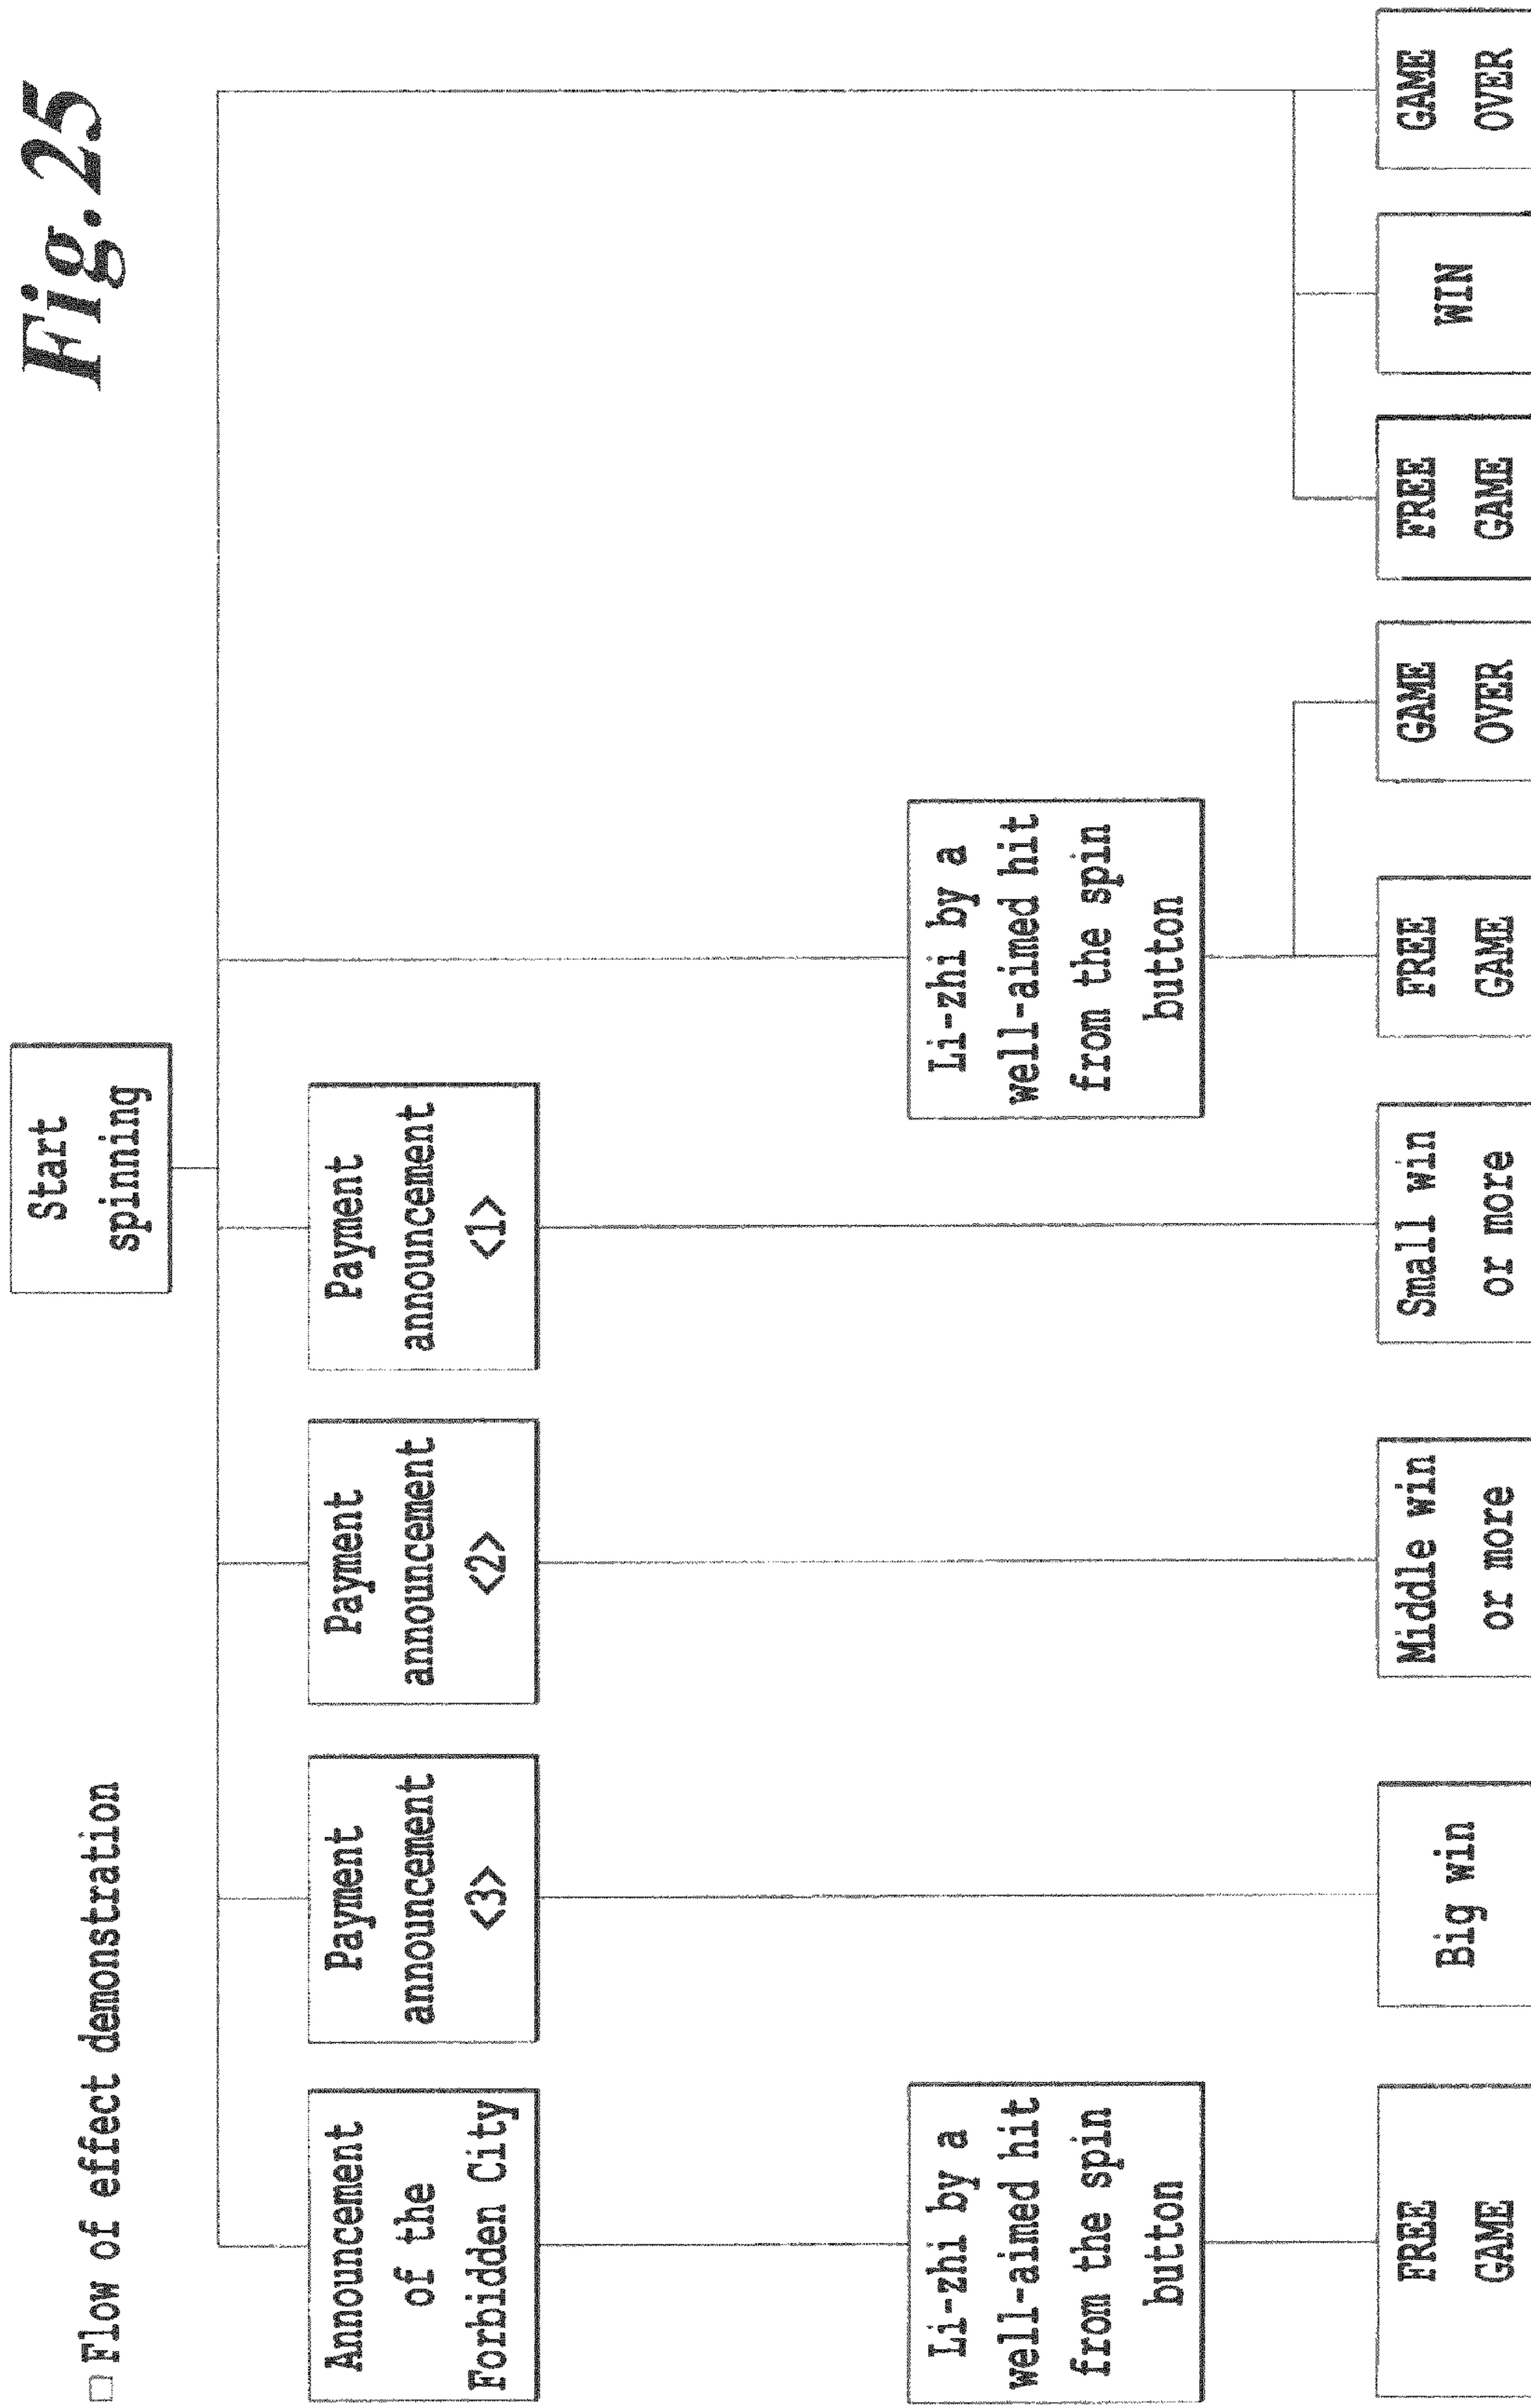 Fig.25
Flow of effect demonstration
Start
spinning
Announcement
of the
Forbidden City
Payment
announcement
<3>
Payment
announcement
<2>
Payment
announcement
<1>
Li-zhi by a
well-aimed hit
from the spin
button
Li-zhi by a
well-aimed hit
from the spin
button
FREE
GAME
Big win
Middle win
or more
Small win
or more
FREE
GAME
GAME
OVER
FREE
GAME
WIN
GAME
OVER